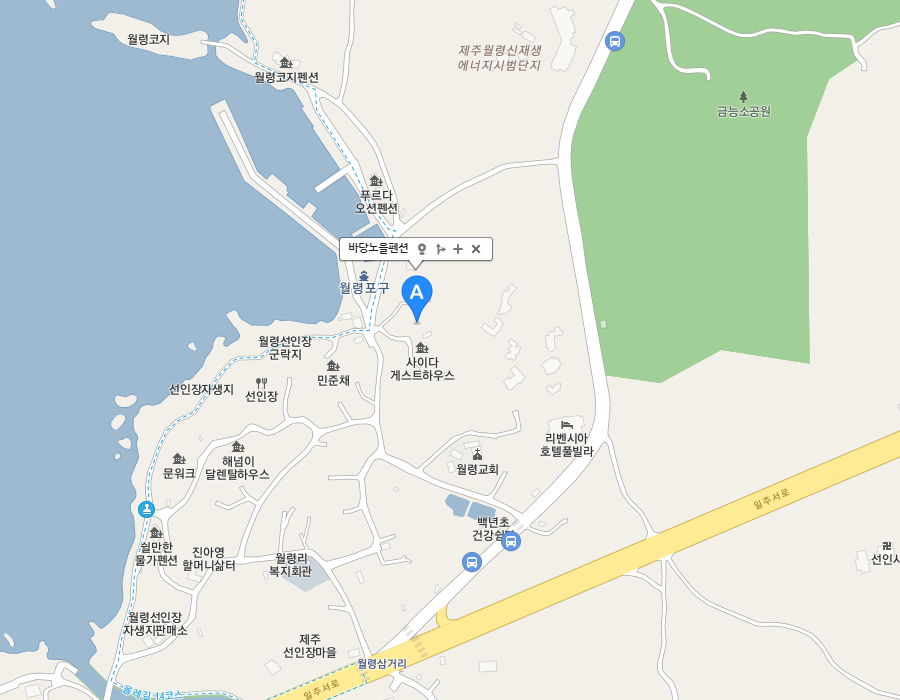 월령코지
월령코지펜션
제주월령신재생
에너지시범단지
금능소공원
푸르다
오션펜션
바당노을펜션
월령포구
A
월령선인장
군락지
사이다
게스트하우스
민준채
선인장자생지
선인장
리벤시아
호텔풀빌라
해넘이
달렌탈하우스
문워크
월령교회
일주서로
백년초
쉴만한
물가펜션
진아영
할머니삶터
월령리
복지회관
선인사
월령선인장
자생지판매소
제주
선인장마을
월령삼거리
일주서로
올레길 14코스